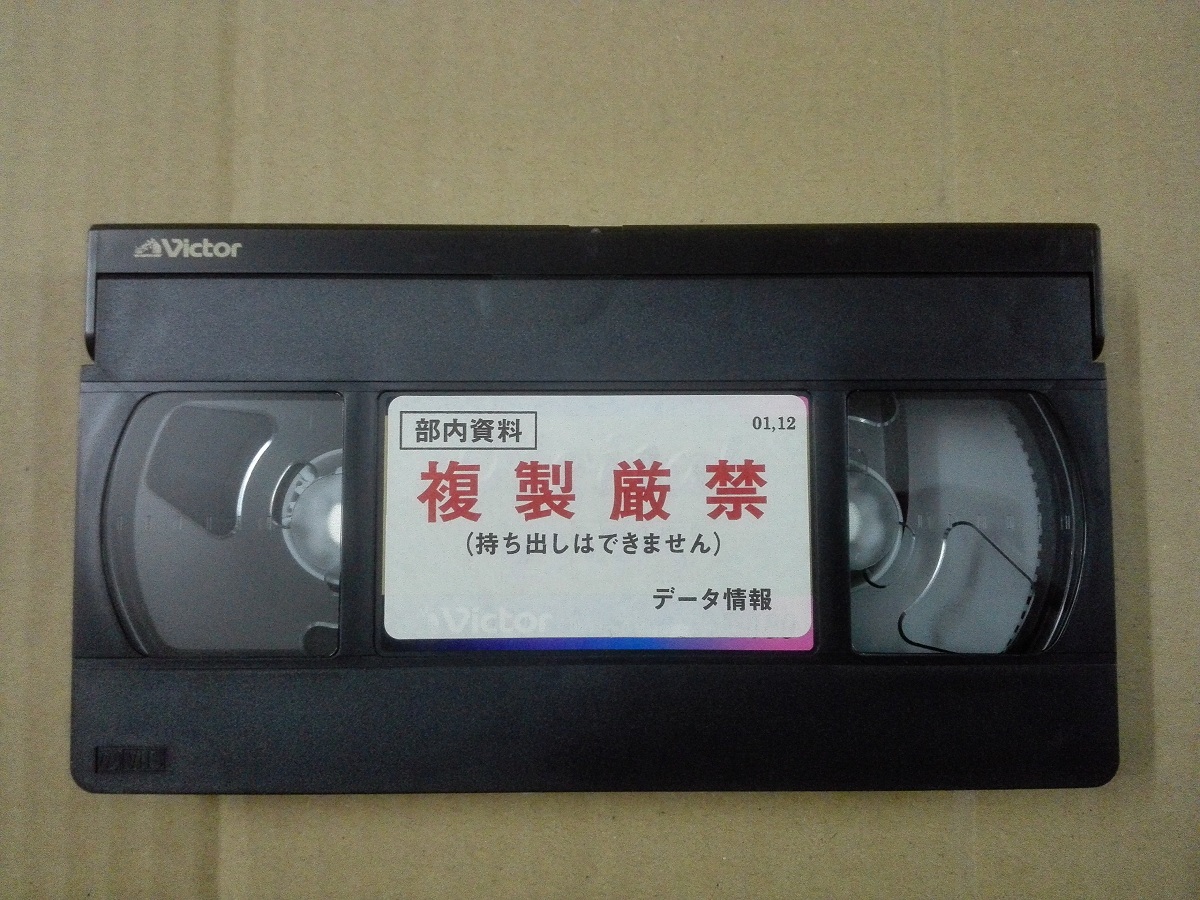 Victor
部内資料
01,12
複製厳禁
(持ち出しはできません)
データ情報
Victor